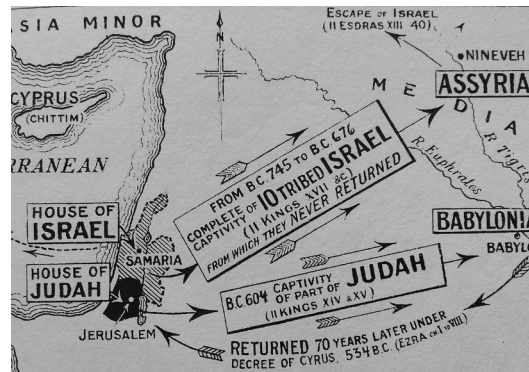 ASIA MINOR
ESCAPE OF ISRAEL
(II ESDRAS XIII 40)
N
NINEVEH
ASSYRIA
MEDIA
CYPRUS
(CHITTIM)
RRANEAN
R. Tigris
R. Euphrates
FROM B.C. 745 TO B.C. 676
COMPLETE OF 10 TRIBED ISRAEL
CAPTIVITY OF
(II KINGS XVII &C
FROM WHICH THEY NEVER RETURNED
HOUSE OF
ISRAEL
SAMARIA
HOUSE OF
JUDAH
JERUSALEM
BABYLONIA
BABYL
B.C. 604 CAPTIVITY
OF PART OF JUDAH
(II KINGS XIV & XV)
RETURNED 70 YEARS LATER UNDER
DECREE OF CYRUS, 534 B.C. (EZRA CH I TO VIII)